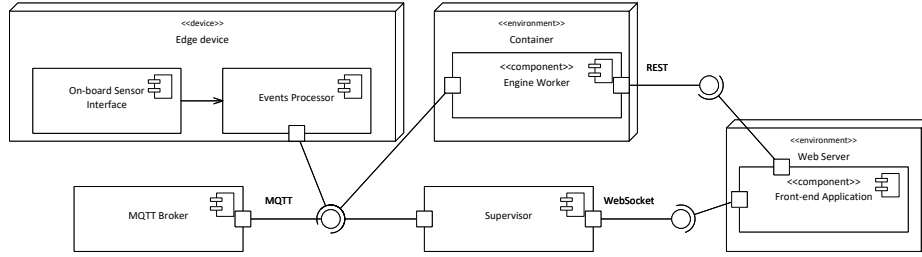 <<device>>
Edge device
On-board Sensor
Interface
Events Processor
<<environment>>
Container
<<component>>
Engine Worker
REST
<<environment>>
Web Server
<<component>>
Front-end Application
MQTT Broker
MQTT
Supervisor
WebSocket